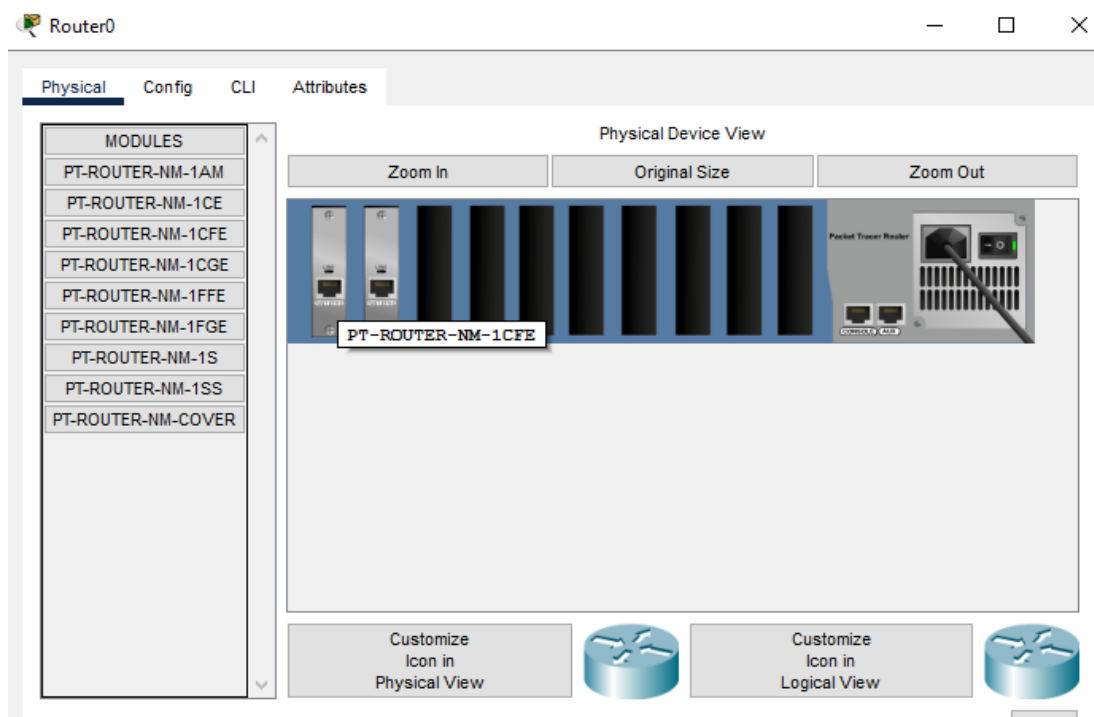 Router0
Physical Config CLI Attributes
MODULES
PT-ROUTER-NM-1AM
PT-ROUTER-NM-1CE
PT-ROUTER-NM-1CFE
PT-ROUTER-NM-1CGE
PT-ROUTER-NM-1FFE
PT-ROUTER-NM-1FGE
PT-ROUTER-NM-1S
PT-ROUTER-NM-1SS
PT-ROUTER-NM-COVER
Physical Device View
Zoom In Original Size Zoom Out
Packet Tracer Router
CONSOLE AUX
PT-ROUTER-NM-1CFE
Customize
Icon in
Physical View
Customize
Icon in
Logical View